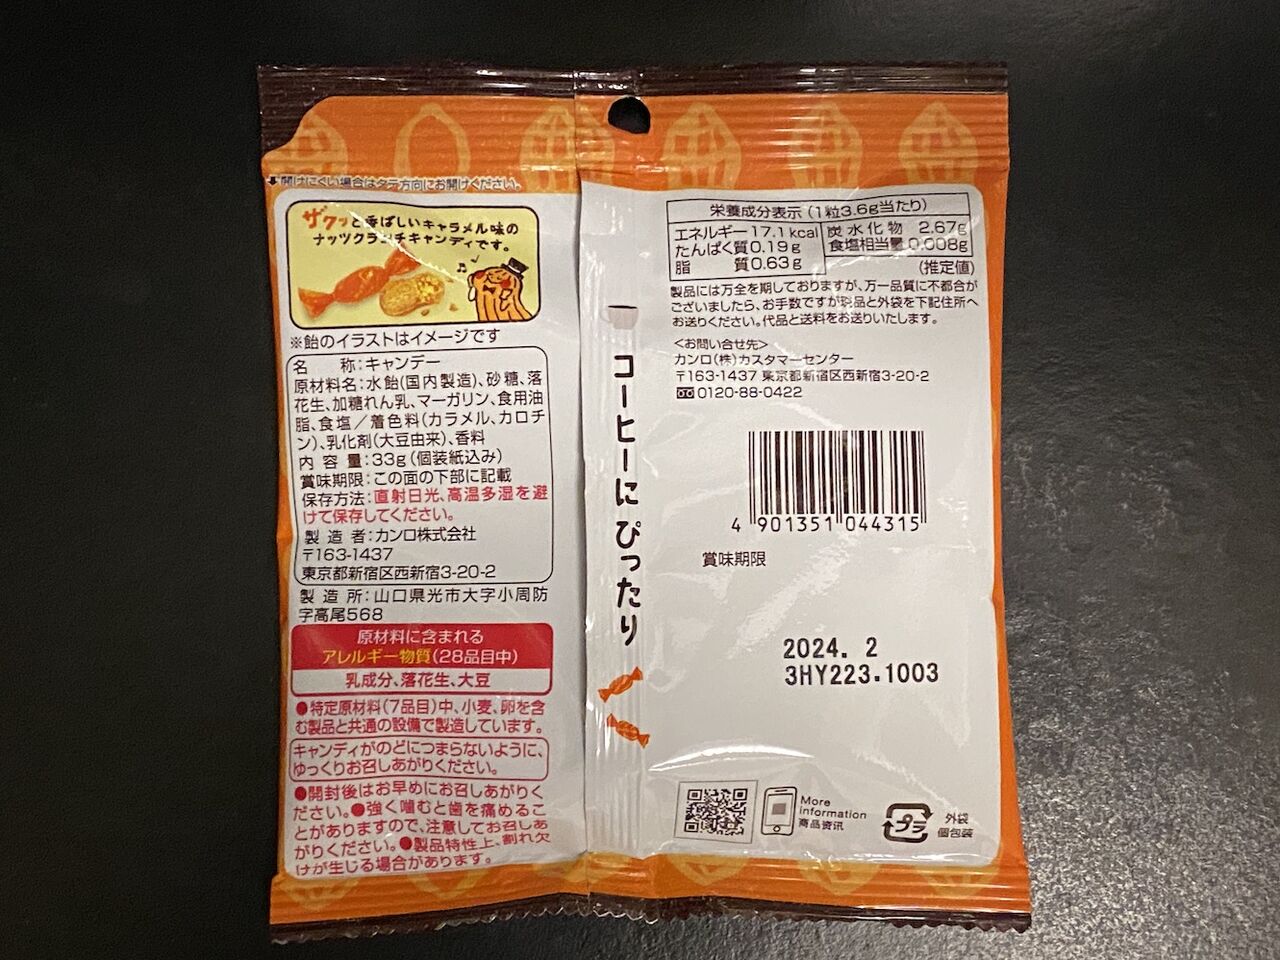 開けにくい場合はタテ方向にお開けください。
ザクッと香ばしいキャラメル味の
ナッツクランチキャンディです。
※飴のイラストはイメージです
名称:キャンデー
原材料名:水飴(国内製造)、砂糖、落
花生、加糖れん乳、マーガリン、食用油
脂、食塩/着色料(カラメル、カロチ
ン)、乳化剤(大豆由来)、香料
内容量:33g(個装紙込み)
賞味期限:この面の下部に記載
保存方法:直射日光、高温多湿を避
けて保存してください。
製造者:カンロ株式会社
〒163-1437
東京都新宿区西新宿3-20-2
製造所:山口県光市大字小周防
字高尾568
原材料に含まれる
アレルギー物質(28品目中)
乳成分、落花生、大豆
●特定原材料(7品目)中、小麦、卵を含
む製品と共通の設備で製造しています。
キャンディがのどにつまらないように、
ゆっくりお召しあがりください。
●開封後はお早めにお召しあがりく
ださい。●強く噛むと歯を痛めるこ
とがありますので、注意してお召しあ
がりください。●製品特性上、割れ欠
けが生じる場合があります。
コーヒーにぴったり
栄養成分表示(1粒3.6g当たり)
エネルギー 17.1kcal 炭水化物 2.67g
たんぱく質 0.19g 食塩相当量 0.008g
脂質 0.63g
(推定値)
製品には万全を期しておりますが、万一品質に不都合が
ございましたら、お手数ですが現品と外袋を下記住所へ
お送りください。代品と送料をお送りいたします。
<お問い合せ先>
カンロ(株)カスタマーセンター
〒163-1437 東京都新宿区西新宿3-20-2
0120-88-0422
4 901351 044315
賞味期限
2024. 2
3HY223.1003
More
information
商品资讯
プラ
外袋
個包装